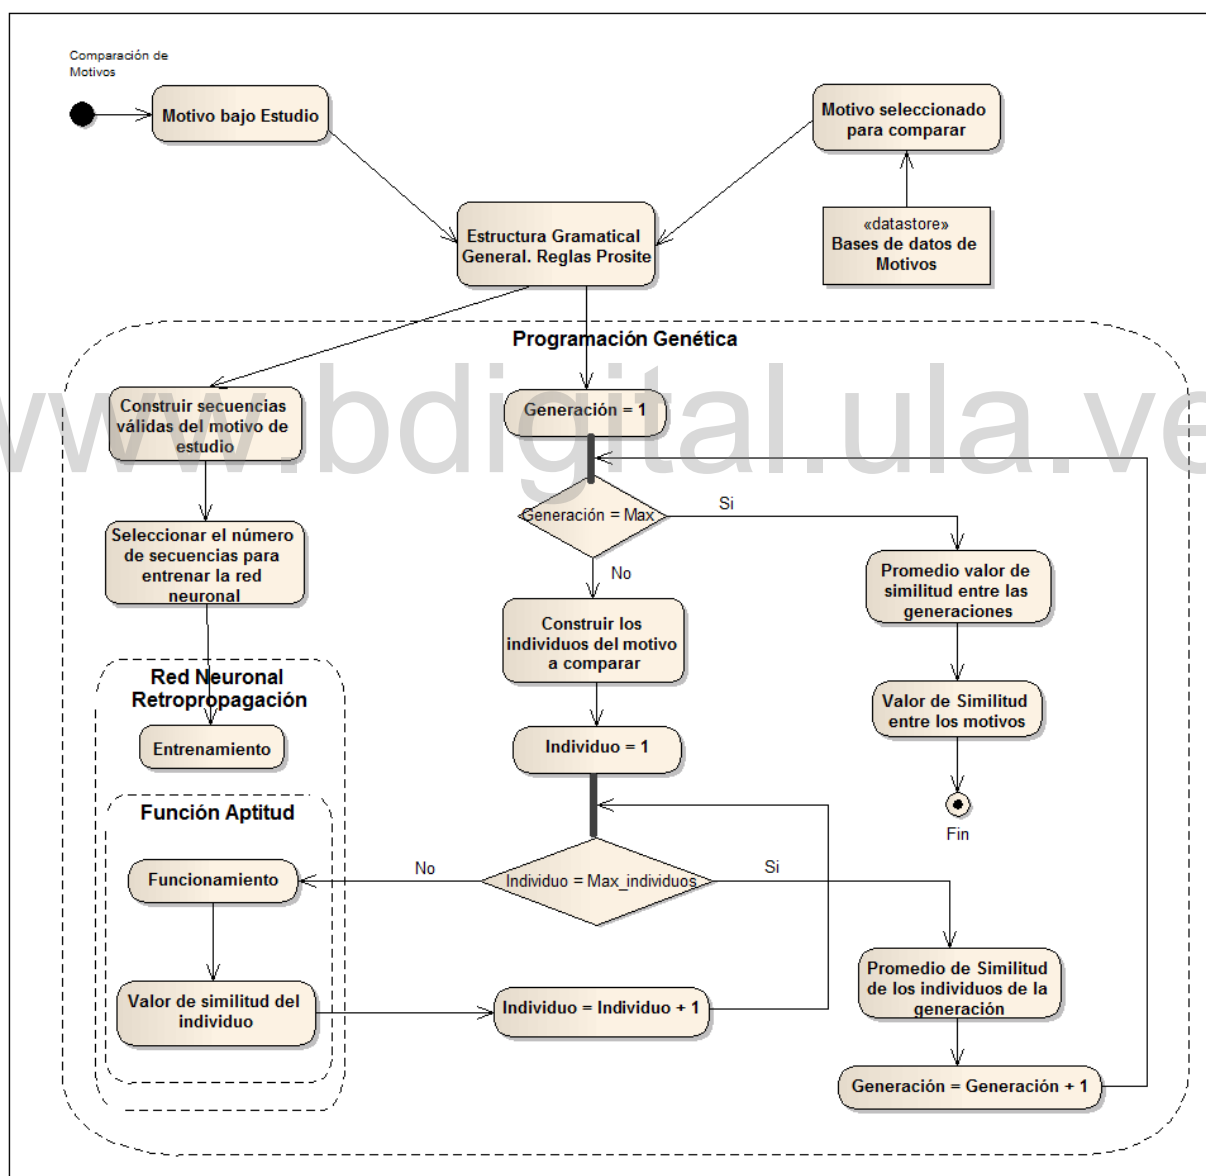 Comparación de
Motivos
Motivo bajo Estudio
Motivo seleccionado
para comparar
«datastore»
Bases de datos de
Motivos
Estructura Gramatical
General. Reglas Prosite
Programación Genética
www.bdigital.ula.ve
Construir secuencias
válidas del motivo de
estudio
Generación = 1
Generación = Max
Si
No
Seleccionar el número
de secuencias para
entrenar la red
neuronal
Promedio valor de
similitud entre las
generaciones
Construir los
individuos del motivo
a comparar
Red Neuronal
Retropropagación
Valor de Similitud
entre los motivos
Entrenamiento
Individuo = 1
Función Aptitud
Fin
Funcionamiento
No
Individuo = Max_individuos
Si
Valor de similitud del
individuo
Individuo = Individuo + 1
Promedio de Similitud
de los individuos de la
generación
Generación = Generación + 1